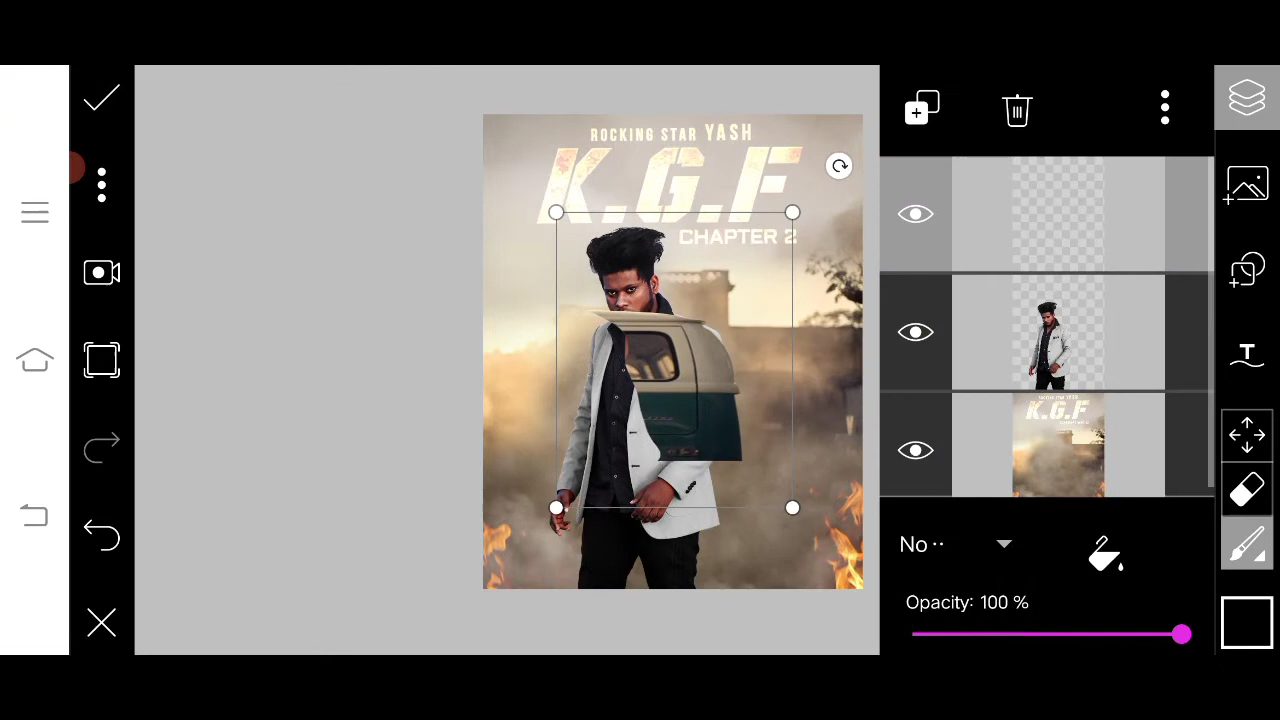 ROCKING STAR YASH
K.G.F
CHAPTER 2
No ··
Opacity: 100 %
T
K.G.F